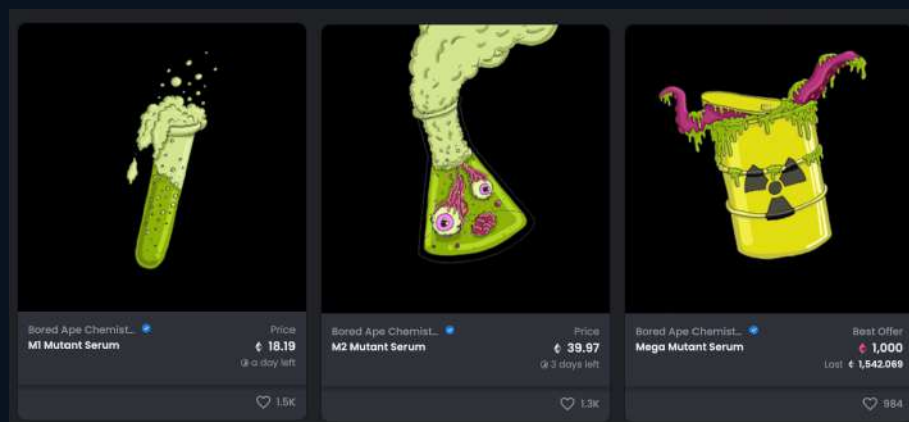 Bored Ape Chemist...
Price
M1 Mutant Serum
18.19
a day left
1.5K
Bored Ape Chemist...
Price
M2 Mutant Serum
39.97
3 days left
1.3K
Bored Ape Chemist...
Best Offer
Mega Mutant Serum
1,000
Last 1,542.069
984